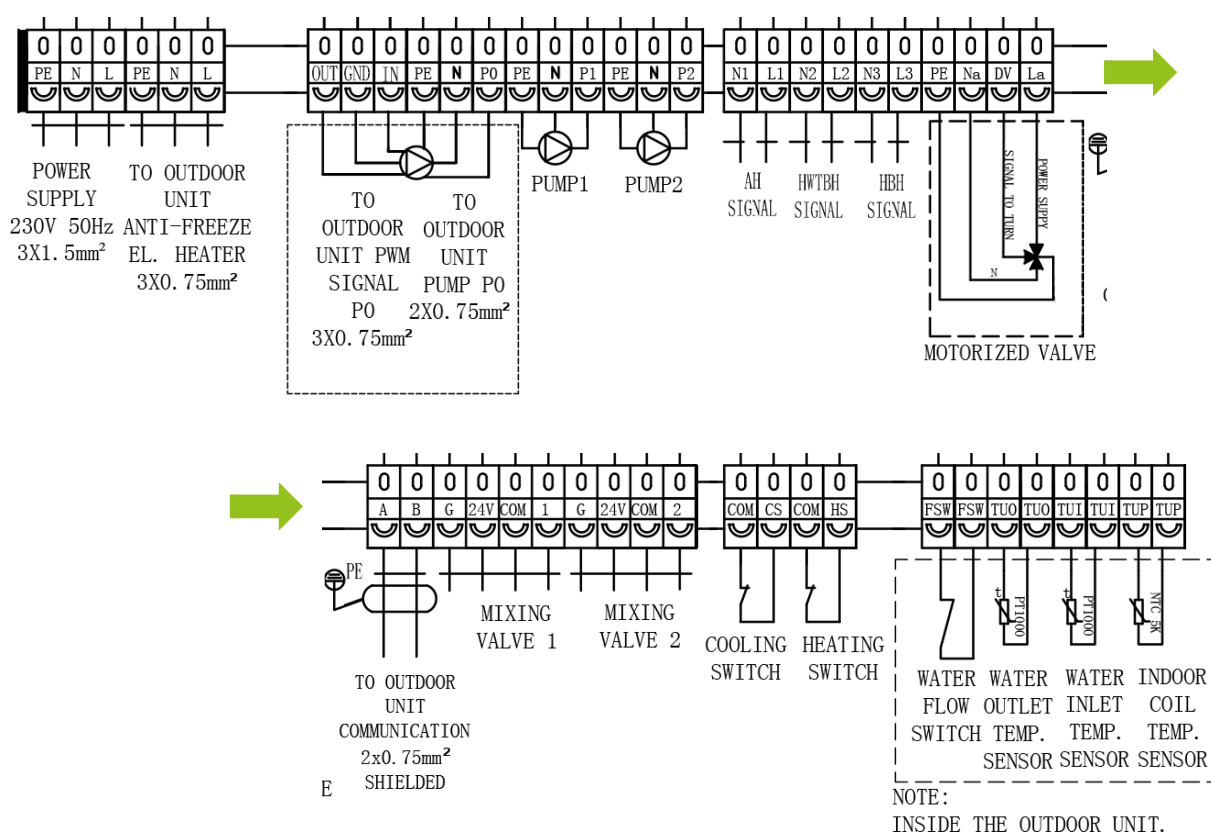 0 0 0 0 0 0 0 0 0 0 0 0 0 0 0 0 0 0 0 0 0 0 0 0 0 0 0 0
PE N L PE N L OUT GND IN PE N P0 PE N P1 PE N P2 N1 L1 N2 L2 N3 L3 PE Na DV La
POWER
SUPPLY
230V 50Hz
3X1.5mm²
TO OUTDOOR
UNIT
ANTI-FREEZE
EL. HEATER
3X0.75mm²
TO
OUTDOOR
UNIT PWM
SIGNAL
P0
3X0.75mm²
TO
OUTDOOR
UNIT
PUMP P0
2X0.75mm²
PUMP1
PUMP2
AH
SIGNAL
HWTBH
SIGNAL
HBH
SIGNAL
SIGNAL TO TURN
POWER SUPPY
N
MOTORIZED VALVE
0 0 0 0 0 0 0 0 0 0 0 0 0 0 0 0 0 0 0 0 0 0
A B G 24V COM 1 G 24V COM 2 COM CS COM HS FSW FSW TUO TUO TUI TUI TUP TUP
PE
TO OUTDOOR
UNIT
COMMUNICATION
2x0.75mm²
SHIELDED
E
MIXING
VALVE 1
MIXING
VALVE 2
COOLING
SWITCH
HEATING
SWITCH
t
PT1000
t
PT1000
NTC 5K
WATER
FLOW
SWITCH
WATER
OUTLET
TEMP.
SENSOR
WATER
INLET
TEMP.
SENSOR
INDOOR
COIL
TEMP.
SENSOR
NOTE:
INSIDE THE OUTDOOR UNIT.